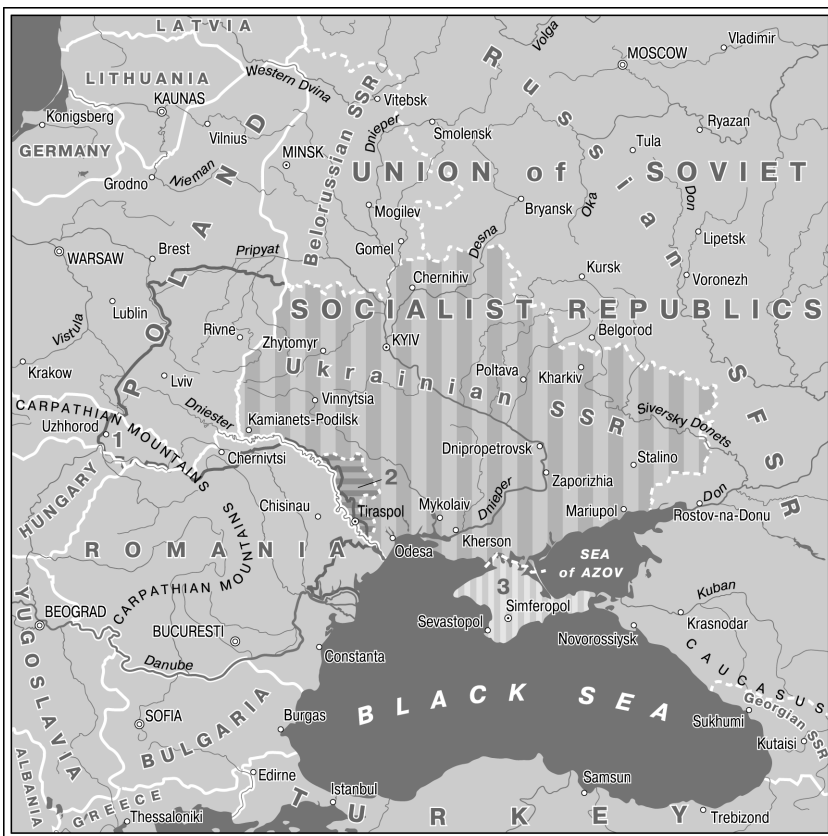 LATVIA
Volga
Vladimir
MOSCOW
LITHUANIA
Western Dvina
KAUNAS
Vitebsk
Russian SFSR
Konigsberg
Vilnius
Dnieper
Smolensk
Ryazan
Tula
GERMANY
MINSK
Belorussian SSR
UNION of SOVIET
Nieman
Grodno
POLAND
Mogilev
Bryansk
Oka
Don
Lipetsk
Gomel
Desna
WARSAW
Brest
Pripyat
Chernihiv
Kursk
Voronezh
Lublin
SOCIALIST REPUBLICS
Vistula
Rivne
Zhytomyr
KYIV
Belgorod
Krakow
Lviv
Ukrainian SSR
Poltava
Kharkiv
Vinnytsia
Dniester
CARPATHIAN MOUNTAINS
Kamianets-Podilsk
Siversky Donets
Uzhhorod
1
Chernivtsi
Dnipropetrovsk
Stalino
HUNGARY
2
Zaporizhia
Chisinau
Tiraspol
Mykolaiv
Dnieper
Mariupol
Don
Rostov-na-Donu
ROMANIA
CARPATHIAN MOUNTAINS
Odesa
Kherson
SEA
of AZOV
3
Kuban
YUGOSLAVIA
BEOGRAD
Simferopol
Krasnodar
BUCURESTI
Sevastopol
Novorossiysk
Danube
Constanta
CAUCASUS
BLACK SEA
Georgian SSR
SOFIA
BULGARIA
Burgas
Sukhumi
Kutaisi
ALBANIA
Edirne
GREECE
Istanbul
Samsun
Thessaloniki
TURKEY
Trebizond